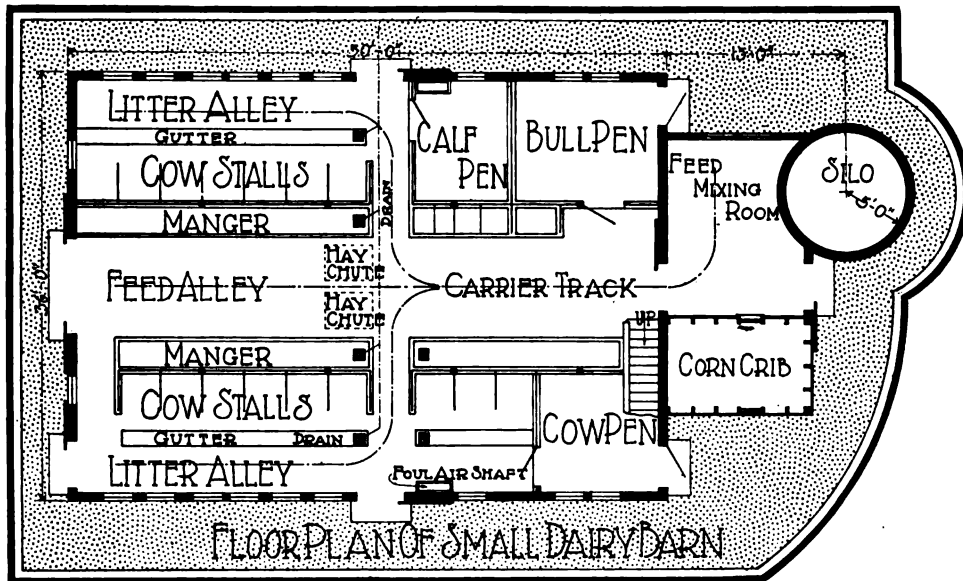 50'-0"
13'-0"
LITTER ALLEY
GUTTER
COW STALLS
MANGER
DRAIN
CALF
PEN
BULL PEN
FEED
MIXING
ROOM
SILO
5'-0"
36'-0"
FEED ALLEY
HAY
CHUTE
HAY
CHUTE
CARRIER TRACK
UP
MANGER
COW STALLS
GUTTER
DRAIN
LITTER ALLEY
CORN CRIB
COW PEN
FOUL AIR SHAFT
FLOOR PLAN OF SMALL DAIRY BARN